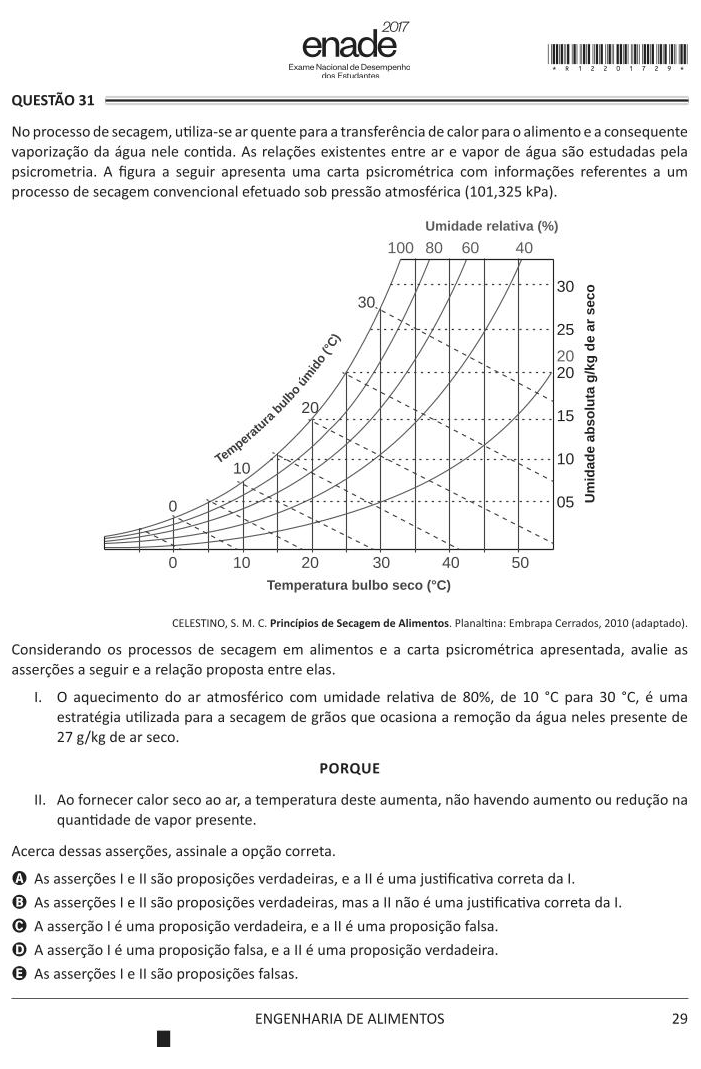 enade 2017
Exame Nacional de Desempenho
dos Estudantes
* R 1 2 2 0 1 7 2 9 *
QUESTÃO 31
No processo de secagem, utiliza-se ar quente para a transferência de calor para o alimento e a consequente
vaporização da água nele contida. As relações existentes entre ar e vapor de água são estudadas pela
psicrometria. A figura a seguir apresenta uma carta psicrométrica com informações referentes a um
processo de secagem convencional efetuado sob pressão atmosférica (101,325 kPa).
Umidade relativa (%)
100 80 60 40
30
30
25
20
20
15
10
05
Umidade absoluta g/kg de ar seco
Temperatura bulbo úmido (°C)
20
10
0
0 10 20 30 40 50
Temperatura bulbo seco (°C)
CELESTINO, S. M. C. Princípios de Secagem de Alimentos. Planaltina: Embrapa Cerrados, 2010 (adaptado).
Considerando os processos de secagem em alimentos e a carta psicrométrica apresentada, avalie as
asserções a seguir e a relação proposta entre elas.
I. O aquecimento do ar atmosférico com umidade relativa de 80%, de 10 °C para 30 °C, é uma
estratégia utilizada para a secagem de grãos que ocasiona a remoção da água neles presente de
27 g/kg de ar seco.
PORQUE
II. Ao fornecer calor seco ao ar, a temperatura deste aumenta, não havendo aumento ou redução na
quantidade de vapor presente.
Acerca dessas asserções, assinale a opção correta.
A As asserções I e II são proposições verdadeiras, e a II é uma justificativa correta da I.
B As asserções I e II são proposições verdadeiras, mas a II não é uma justificativa correta da I.
C A asserção I é uma proposição verdadeira, e a II é uma proposição falsa.
D A asserção I é uma proposição falsa, e a II é uma proposição verdadeira.
E As asserções I e II são proposições falsas.
ENGENHARIA DE ALIMENTOS 29